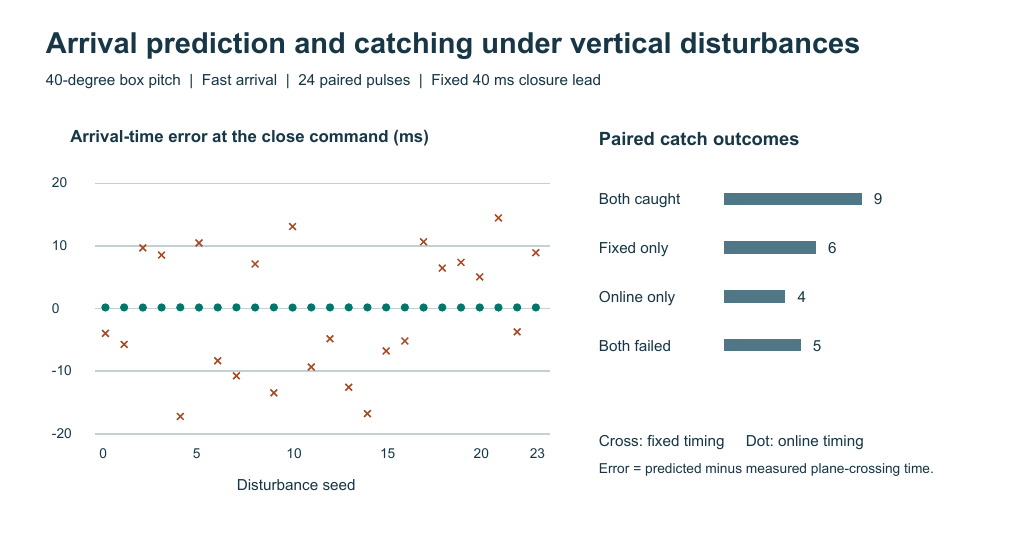 Arrival prediction and catching under vertical disturbances
40-degree box pitch | Fast arrival | 24 paired pulses | Fixed 40 ms closure lead
Arrival-time error at the close command (ms)
20
10
0
-10
-20
0 5 10 15 20 23
Disturbance seed
Paired catch outcomes
Both caught 9
Fixed only 6
Online only 4
Both failed 5
Cross: fixed timing Dot: online timing
Error = predicted minus measured plane-crossing time.